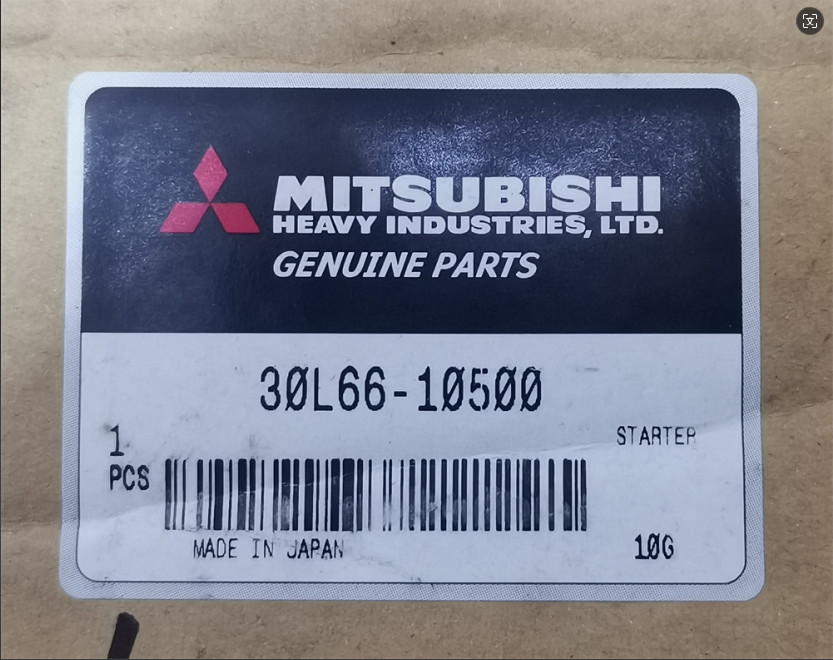 MITSUBISHI
HEAVY INDUSTRIES, LTD.
GENUINE PARTS
30L66-10500
1
PCS
STARTER
MADE IN JAPAN
10G